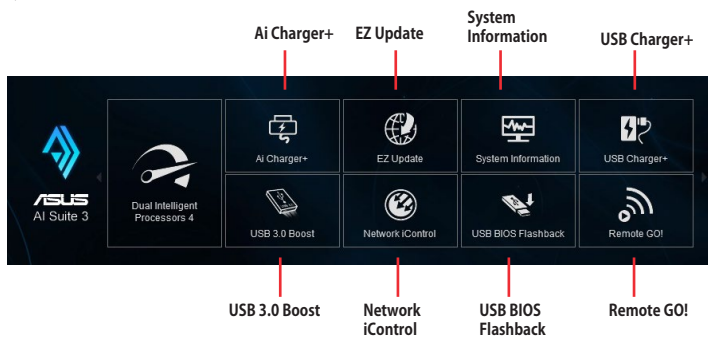 Ai Charger+
EZ Update
System
Information
USB Charger+
ASUS
AI Suite 3
Dual Intelligent
Processors 4
Ai Charger+
EZ Update
System Information
USB Charger+
USB 3.0 Boost
Network iControl
USB BIOS Flashback
Remote GO!
USB 3.0 Boost
Network
iControl
USB BIOS
Flashback
Remote GO!